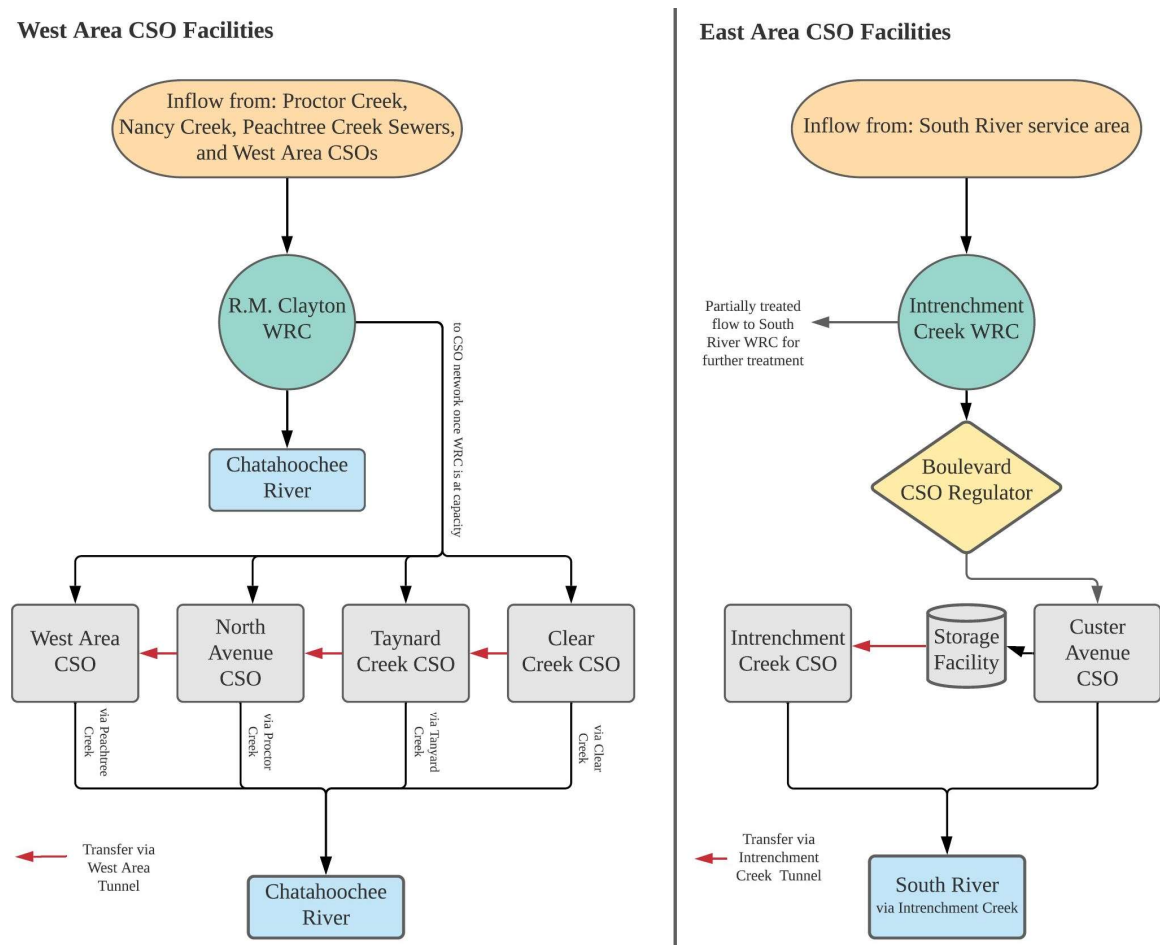 West Area CSO Facilities
Inflow from: Proctor Creek,
Nancy Creek, Peachtree Creek Sewers,
and West Area CSOs
R.M. Clayton
WRC
to CSO network once WRC is at capacity
Chatahoochee
River
West Area
CSO
North
Avenue
CSO
Taynard
Creek CSO
Clear
Creek CSO
via Peachtree
Creek
via Proctor
Creek
via Tanyard
Creek
via Clear
Creek
Transfer via
West Area
Tunnel
Chatahoochee
River
East Area CSO Facilities
Inflow from: South River service area
Partially treated
flow to South
River WRC for
further treatment
Intrenchment
Creek WRC
Boulevard
CSO Regulator
Intrenchment
Creek CSO
Storage
Facility
Custer
Avenue
CSO
Transfer via
Intrenchment
Creek Tunnel
South River
via Intrenchment Creek